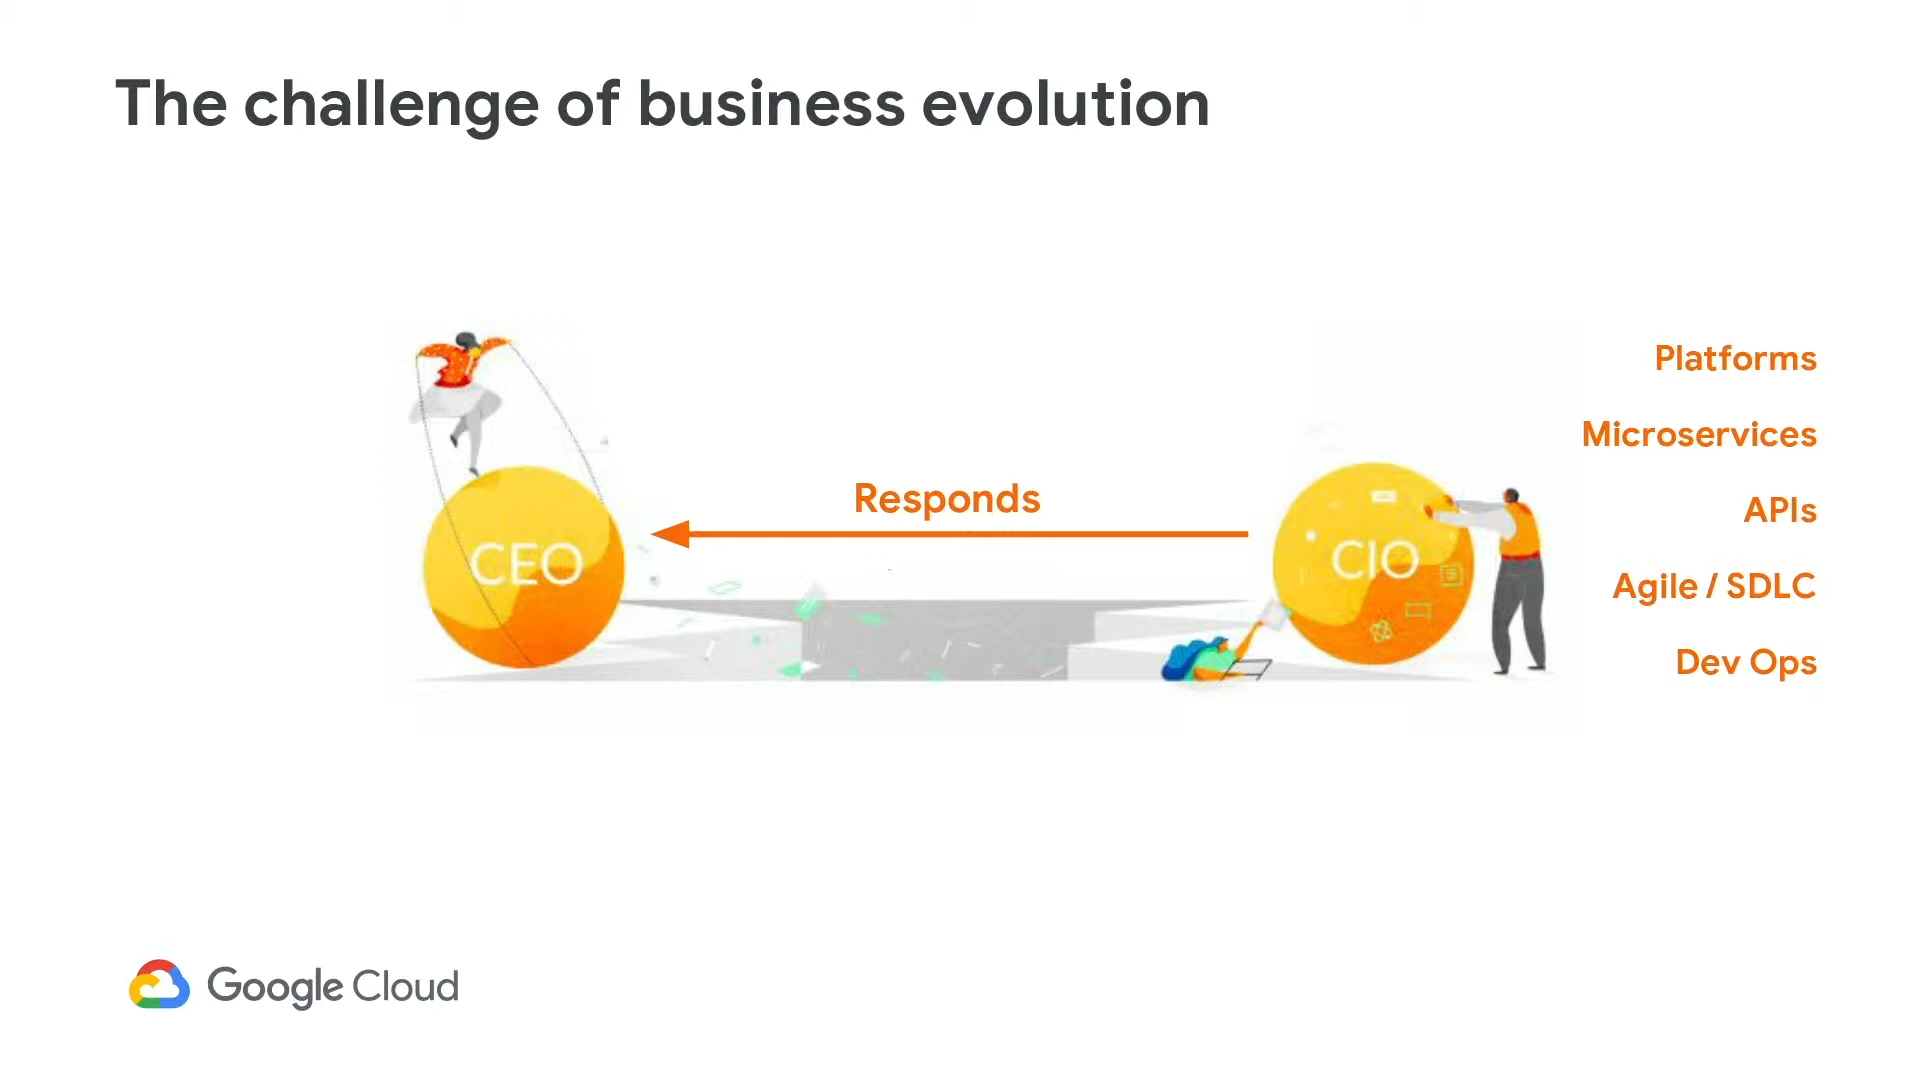 The challenge of business evolution
Platforms
Microservices
Responds
APIs
CEO
CIO
Agile / SDLC
Dev Ops
Google Cloud